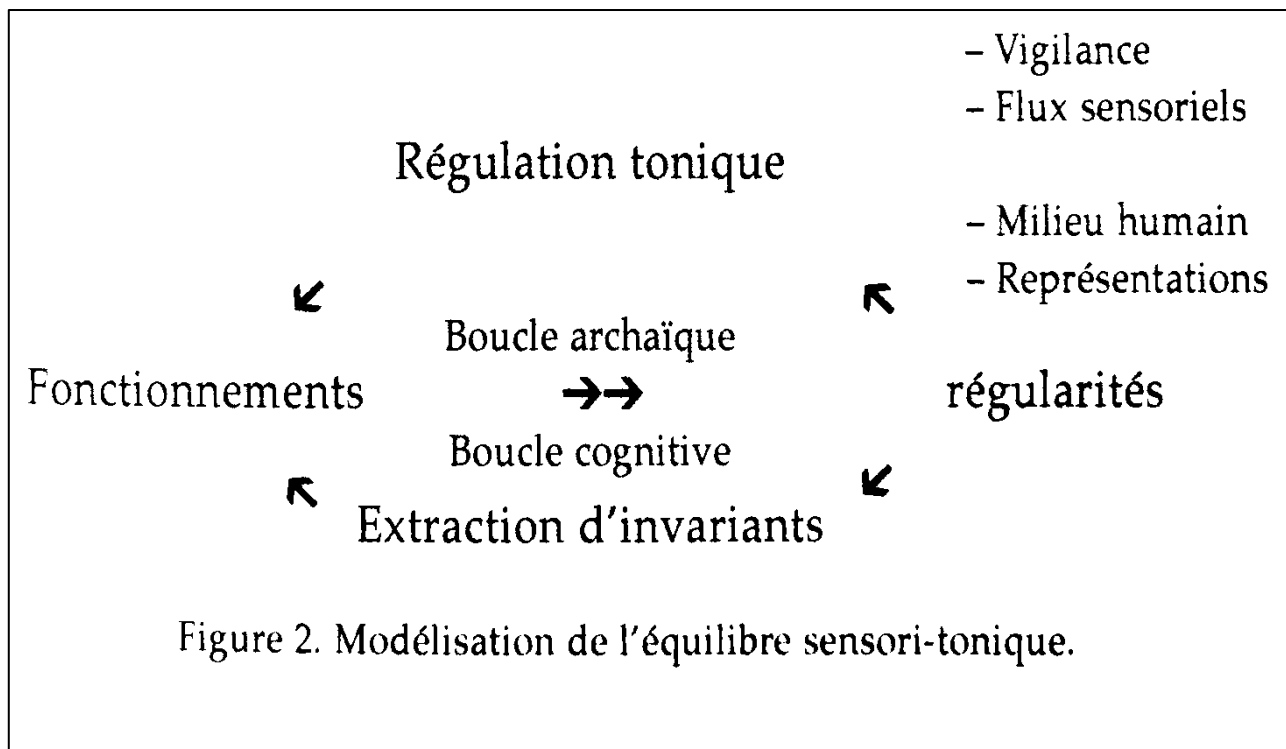 – Vigilance
– Flux sensoriels
Régulation tonique
– Milieu humain
– Représentations
Boucle archaïque
Fonctionnements →→ régularités
Boucle cognitive
Extraction d'invariants
Figure 2. Modélisation de l'équilibre sensori-tonique.